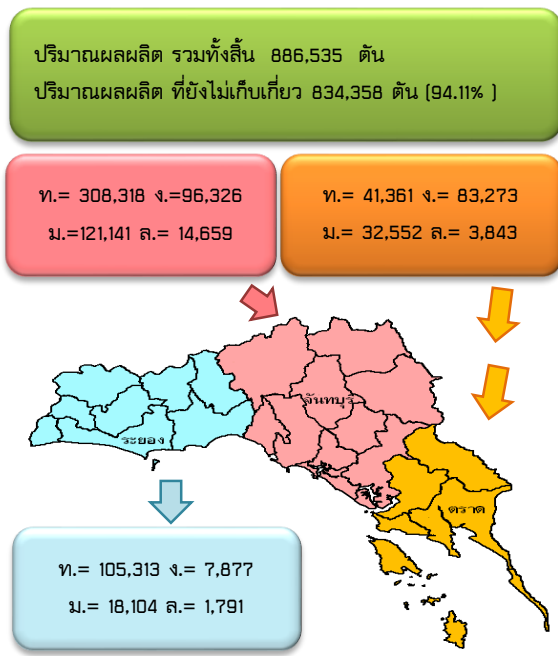 ปริมาณผลผลิต รวมทั้งสิ้น 886,535 ตัน
ปริมาณผลผลิต ที่ยังไม่เก็บเกี่ยว 834,358 ตัน (94.11% )
ท.= 308,318 ง.=96,326
ม.=121,141 ล.= 14,659
ท.= 41,361 ง.= 83,273
ม.= 32,552 ล.= 3,843
จันทบุรี
ระยอง
ตราด
ท.= 105,313 ง.= 7,877
ม.= 18,104 ล.= 1,791